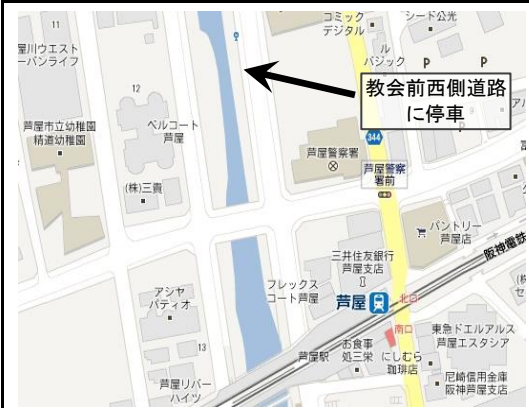 11
屋川ウエスト
ーバンライフ
コミック
デジタル
シード公光
ル
パジック
P
P
P
P
12
教会前西側道路
に停車
芦屋市立幼稚園
精道幼稚園
ベルコート
芦屋
344
芦屋警察署
芦屋警察
署前
(株)三貴
パントリー
芦屋店
三井住友銀行
芦屋支店
阪神電鉄
フレックス
コート芦屋
アシヤ
パティオ
芦屋
北口
南口
東急ドエルアルス
芦屋エスタシア
13
芦屋駅
お食事
処三栄
にしむら
珈琲店
芦屋リバー
ハイツ
尼崎信用金庫
阪神芦屋支店